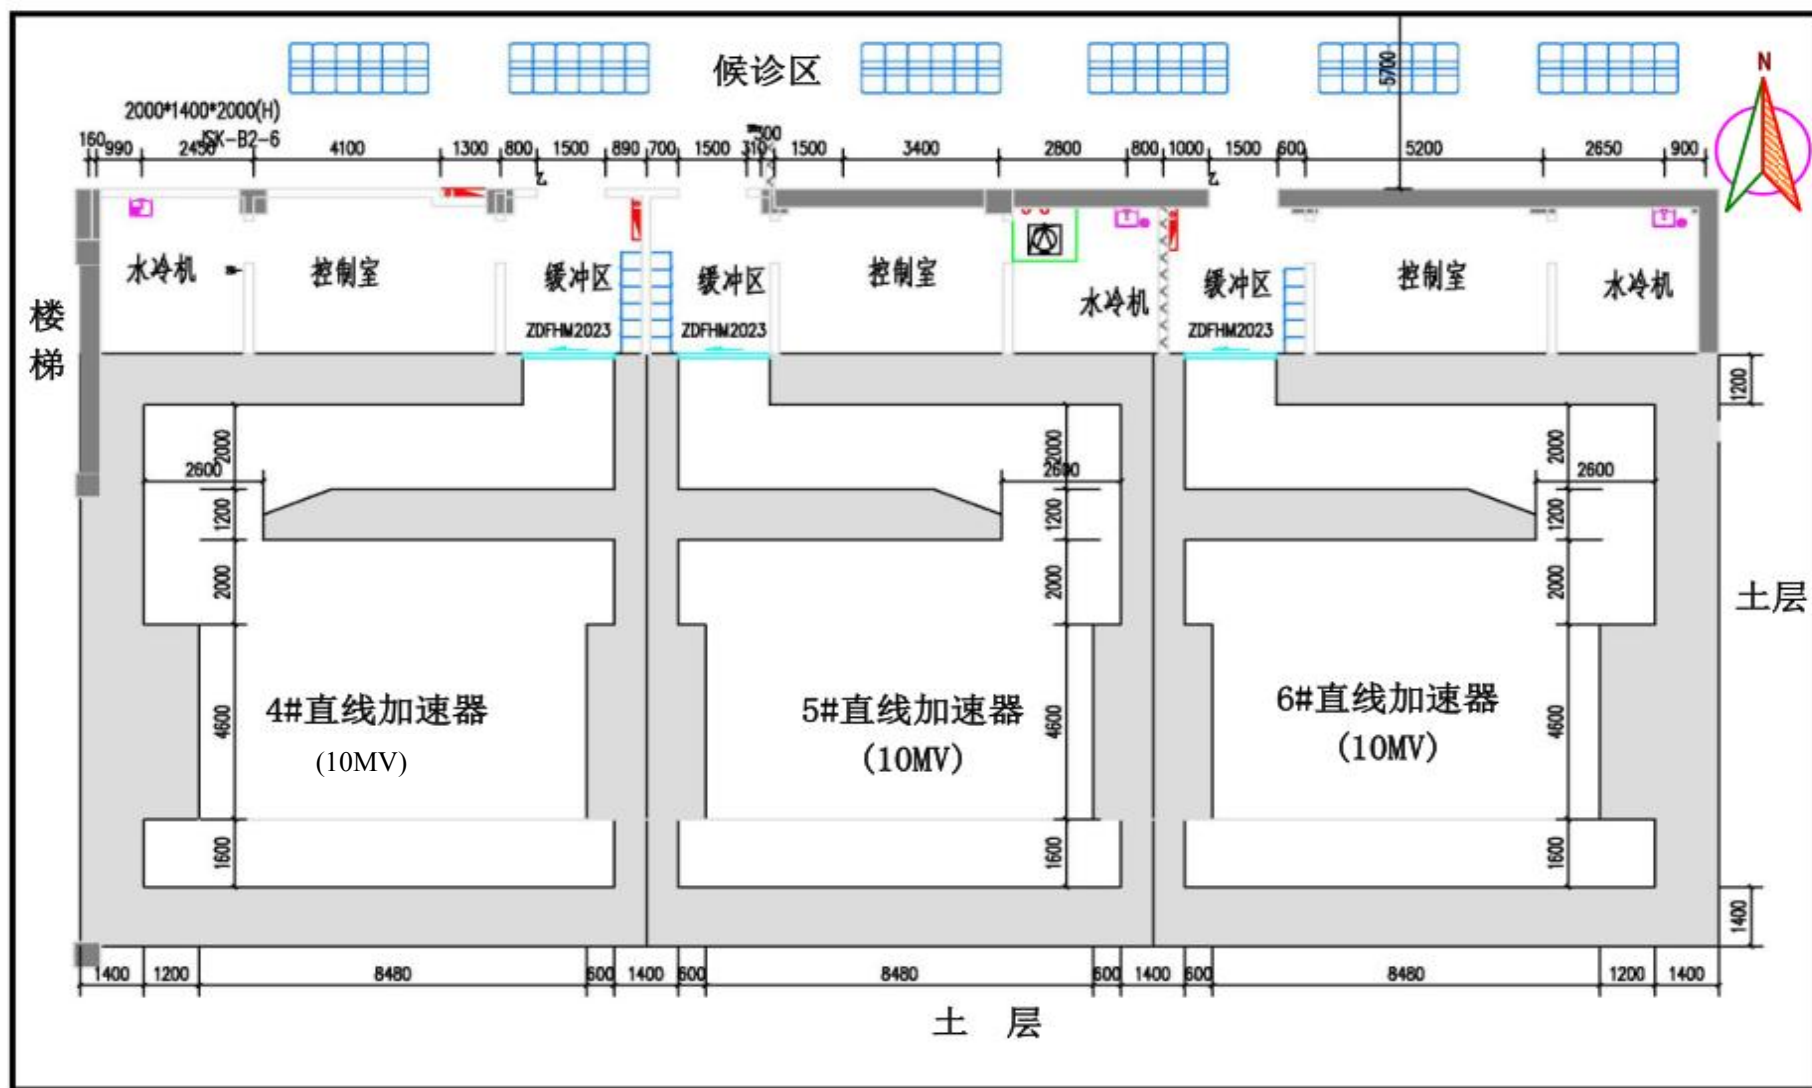 候诊区
5700
N
2000*1400*2000(H)
JSK-B2-6
160 990 2450 4100 1300 800 1500 890 700 1500 310 300 1500 3400 2800 800 1000 1500 600 5200 2650 900
水冷机 控制室 缓冲区 缓冲区 控制室 水冷机 缓冲区 控制室 水冷机
ZDFHM2023 ZDFHM2023 ZDFHM2023
楼梯
1200
2000 2000 2000
2600 2600 2600
1200 1200 1200
2000 2000 2000
土层
4#直线加速器 5#直线加速器 6#直线加速器
(10MV) (10MV) (10MV)
4600 4600 4600
1600 1600 1600
1400
1400 1200 8480 600 1400 600 8480 600 1400 600 8480 1200 1400
土 层